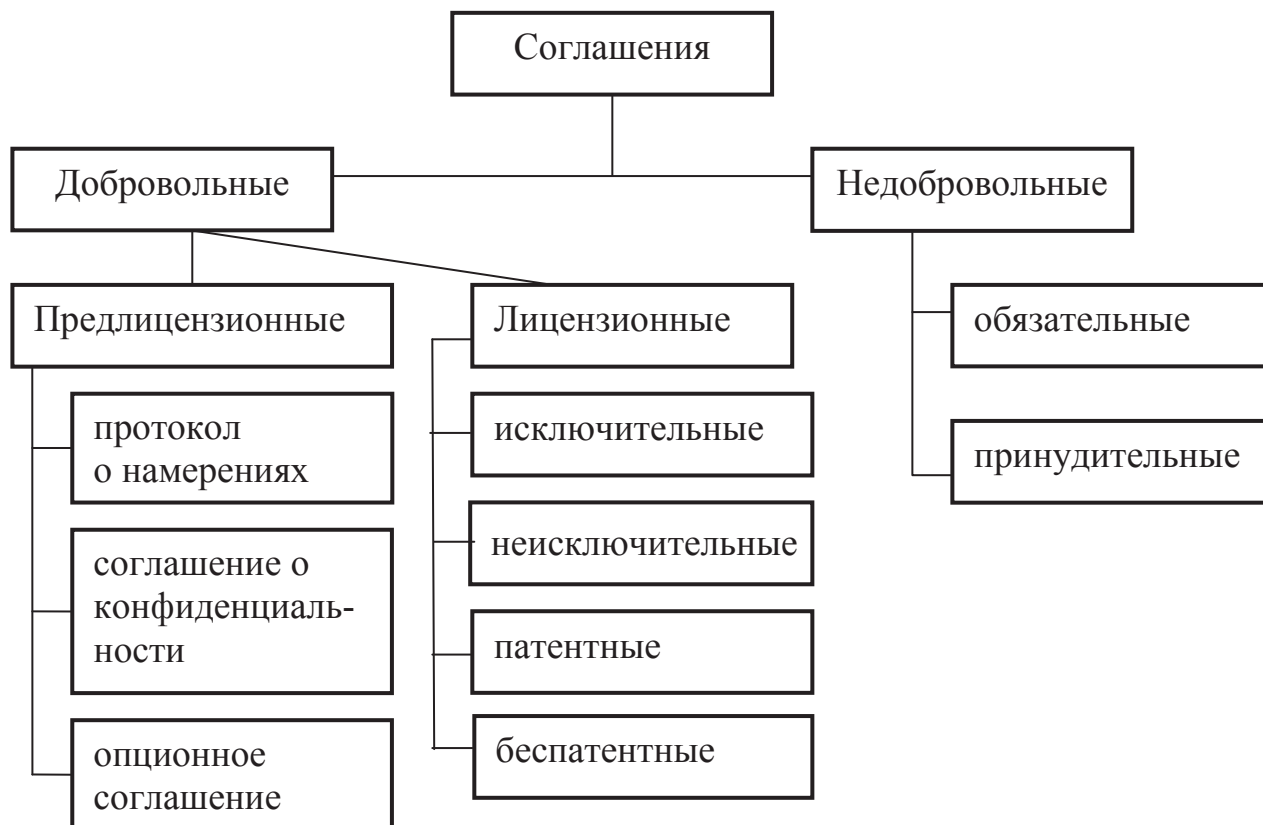 Соглашения
Добровольные
Недобровольные
Предлицензионные
Лицензионные
обязательные
протокол
о намерениях
исключительные
принудительные
соглашение о
конфиденциаль-
ности
неисключительные
патентные
опционное
соглашение
беспатентные